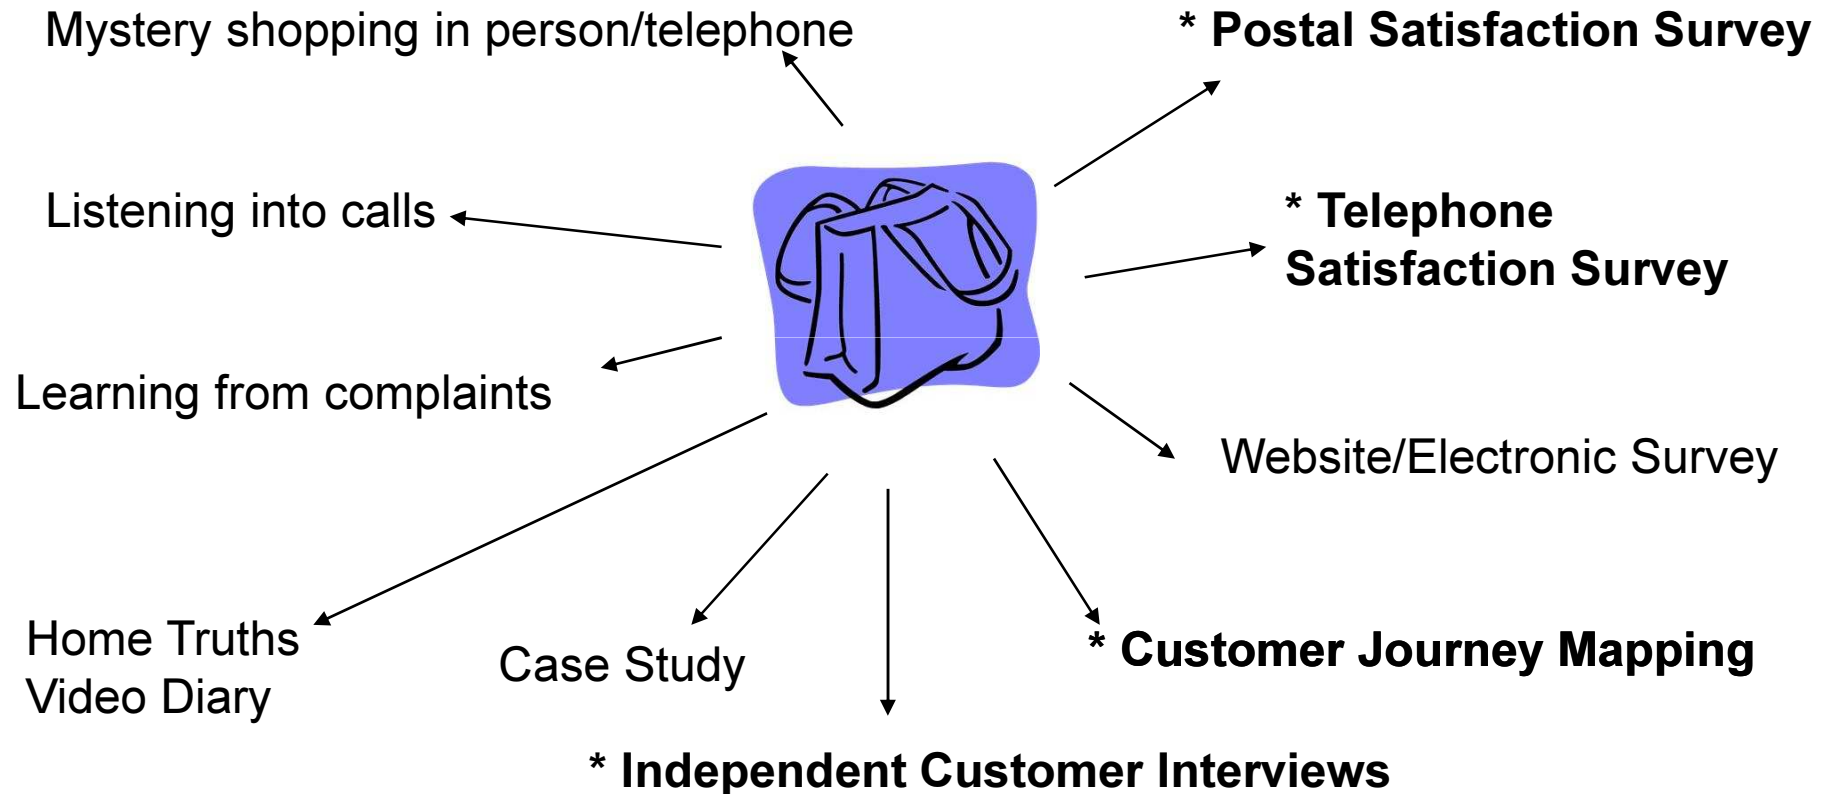 Mystery shopping in person/telephone
* Postal Satisfaction Survey
Listening into calls
* Telephone
Satisfaction Survey
Learning from complaints
Website/Electronic Survey
Home Truths
Video Diary
Case Study
* Customer Journey Mapping
* Independent Customer Interviews